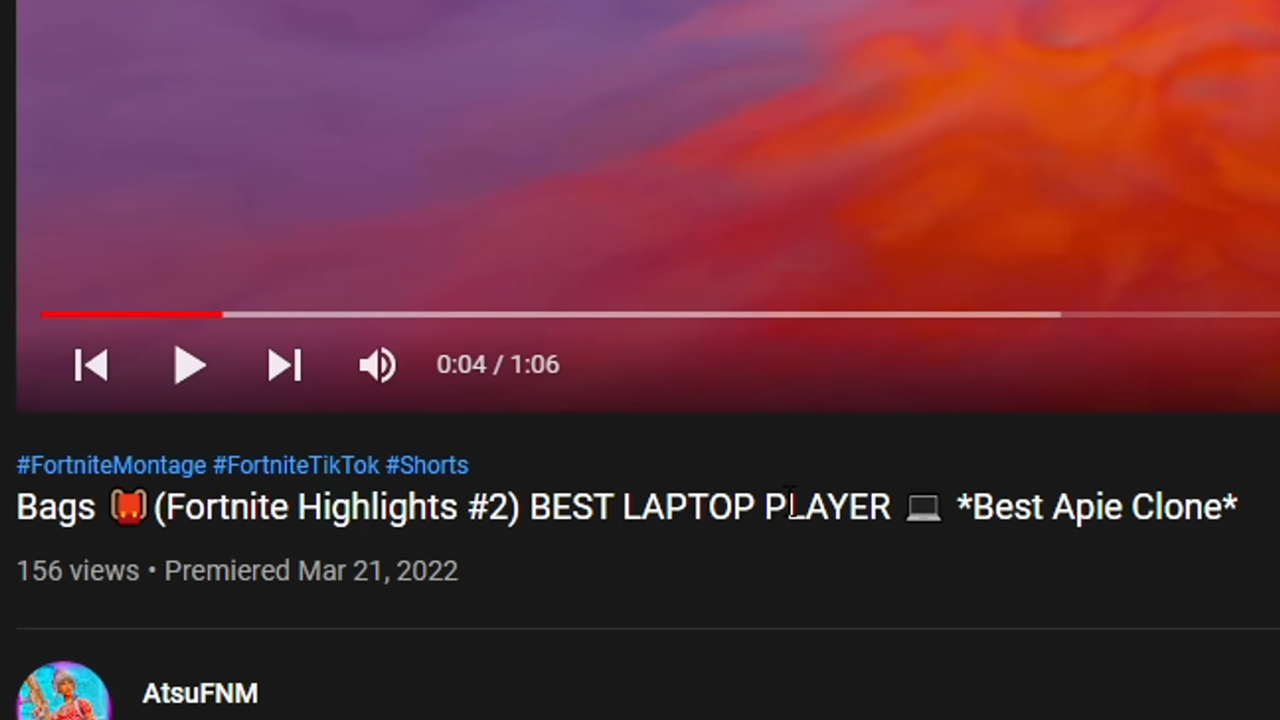 0:04 / 1:06
#FortniteMontage #FortniteTikTok #Shorts
Bags 🎒 (Fortnite Highlights #2) BEST LAPTOP PLAYER 💻 *Best Apie Clone*
156 views • Premiered Mar 21, 2022
AtsuFNM